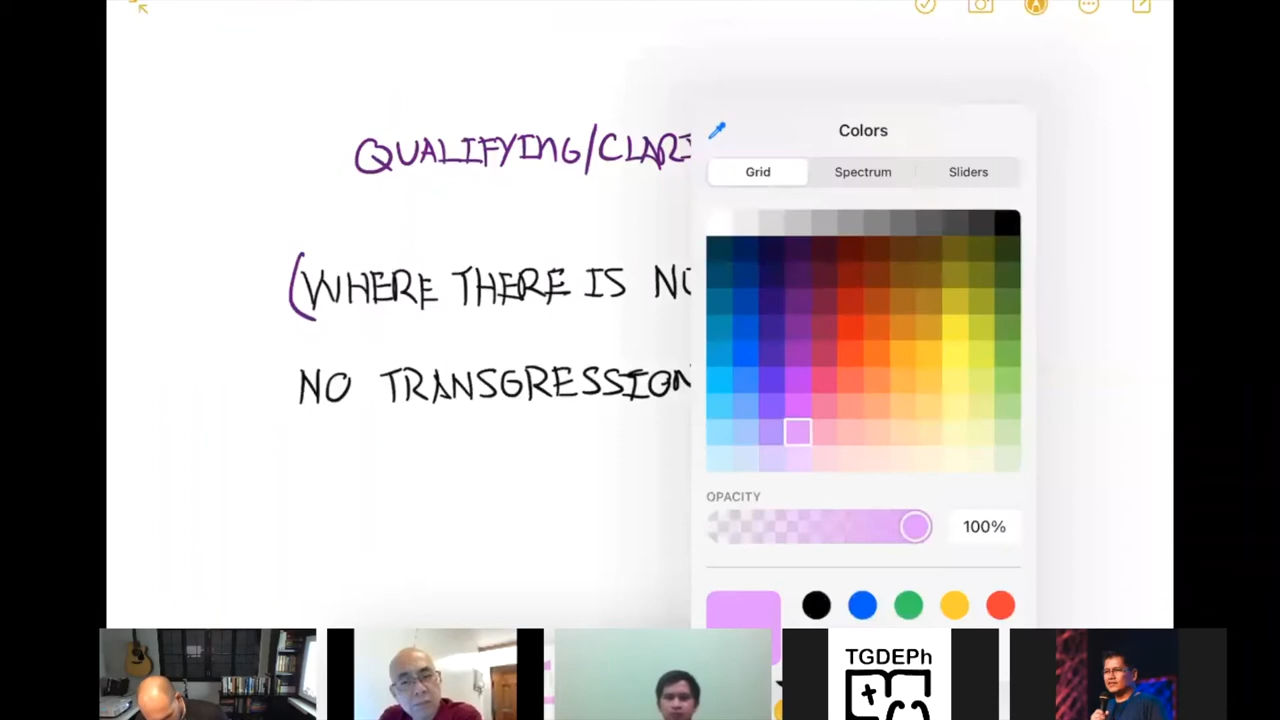 QUALIFYING/CLARI
(WHERE THERE IS NO
NO TRANSGRESSION
Colors
Grid
Spectrum
Sliders
OPACITY
100%
TGDEPh